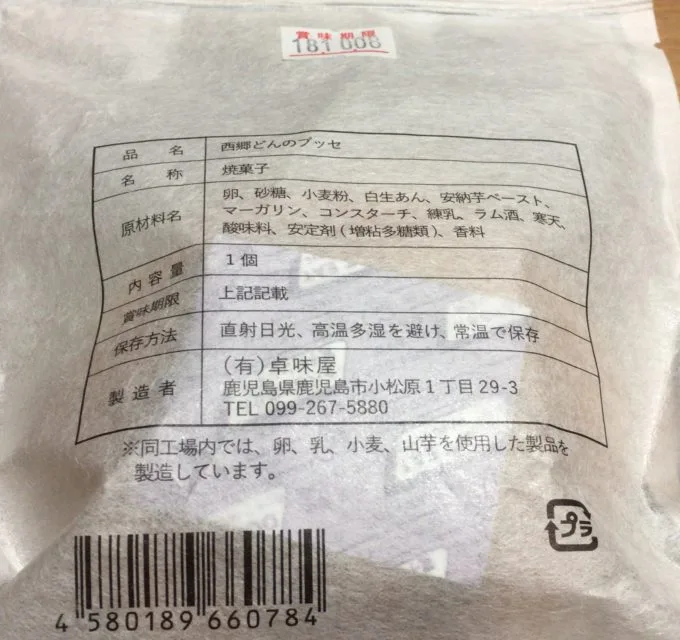 賞味期限
181006
品名 西郷どんのブッセ
名称 焼菓子
原材料名 卵、砂糖、小麦粉、白生あん、安納芋ペースト、
マーガリン、コンスターチ、練乳、ラム酒、寒天、
酸味料、安定剤(増粘多糖類)、香料
内容量 1個
賞味期限 上記記載
保存方法 直射日光、高温多湿を避け、常温で保存
製造者 (有)卓味屋
鹿児島県鹿児島市小松原1丁目29-3
TEL 099-267-5880
※同工場内では、卵、乳、小麦、山芋を使用した製品を
製造しています。
プラ
4 580189 660784